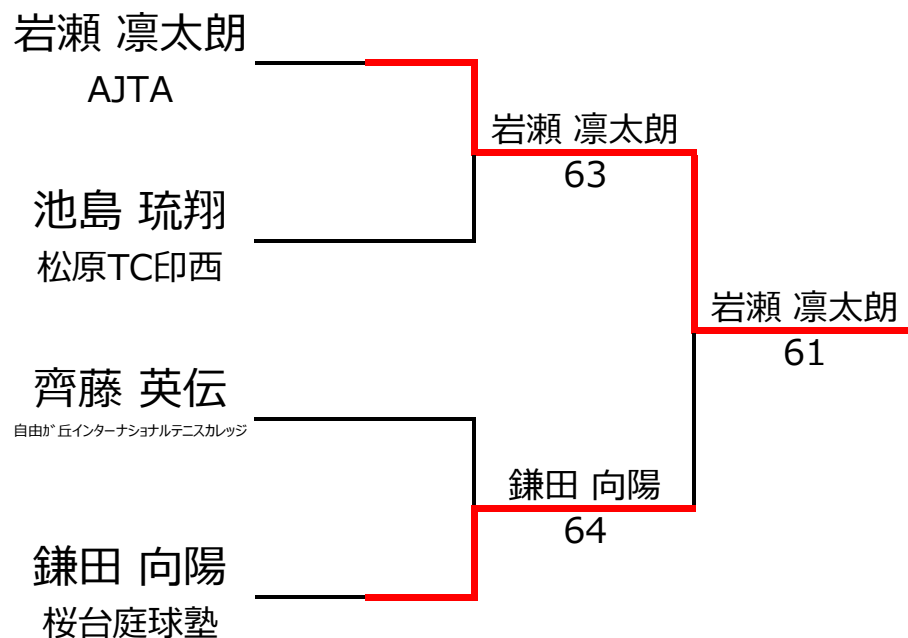 岩瀬 凛太朗
AJTA
岩瀬 凛太朗
63
池島 琉翔
松原TC印西
岩瀬 凛太朗
61
齊藤 英伝
自由が丘インターナショナルテニスカレッジ
鎌田 向陽
64
鎌田 向陽
桜台庭球塾